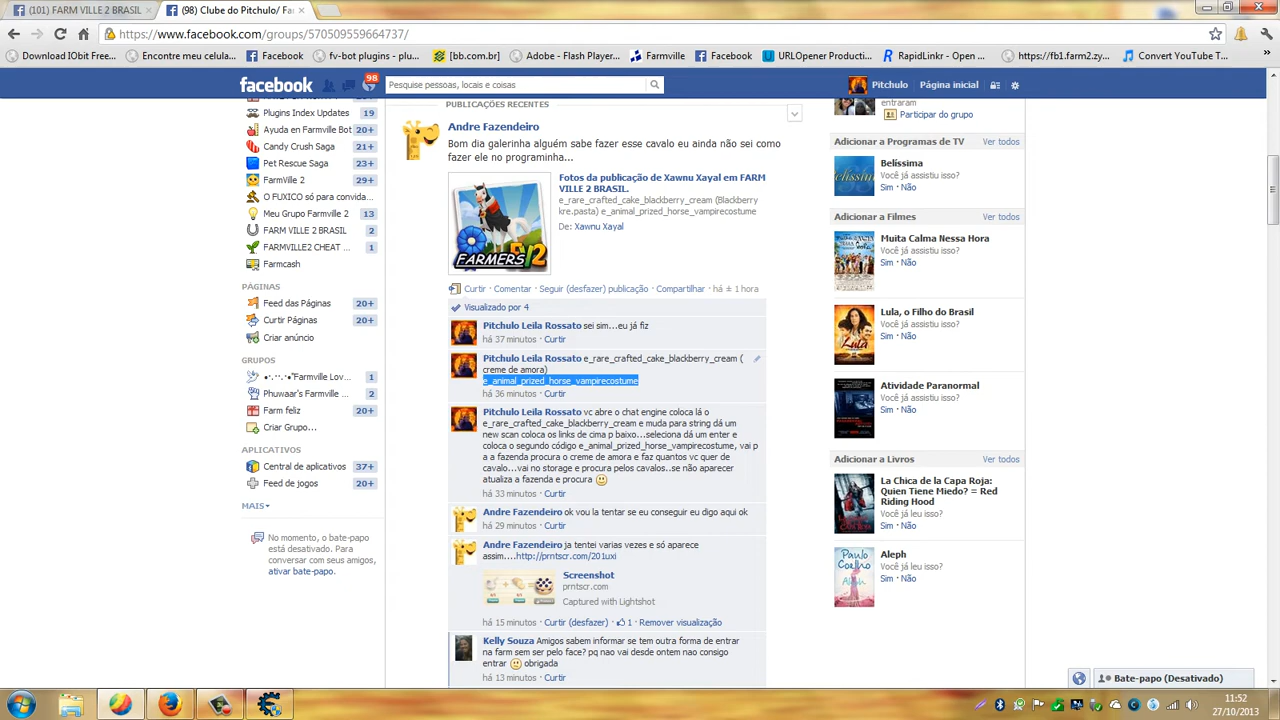 (101) FARM VILLE 2 BRASIL
(98) Clube do Pitchulo/ Fa
https://www.facebook.com/groups/570509559664737/
Download IObit Free...
Encontre meu celula...
Facebook
fv-bot plugins - plu...
[bb.com.br]
Adobe - Flash Player...
Farmville
Facebook
URLOpener Producti...
RapidLinkr - Open ...
https://fb1.farm2.z...
Convert YouTube T...
facebook
98
Pesquise pessoas, locais e coisas
Pitchulo
Página inicial
FARMVILLE 2 BRASIL
Plugins Index Updates 19
Ayuda en Farmville Bot 20+
Candy Crush Saga 21+
Pet Rescue Saga 23+
FarmVille 2 29+
O FUXICO só para convida...
Meu Grupo Farmville 2 13
FARM VILLE 2 BRASIL 2
FARMVILLE2 CHEAT ... 1
Farmcash
PÁGINAS
Feed das Páginas 20+
Curtir Páginas 20+
Criar anúncio
GRUPOS
•.··.·•"Farmville Lov... 1
Phuwaar's Farmville ... 2
Farm feliz 20+
Criar Grupo...
APLICATIVOS
Central de aplicativos 37+
Feed de jogos 20+
MAIS
No momento, o bate-papo
está desativado. Para
conversar com seus amigos,
ativar bate-papo.
PUBLICAÇÕES RECENTES
Andre Fazendeiro
Bom dia galerinha alguém sabe fazer esse cavalo eu ainda não sei como
fazer ele no programinha...
FARMERS 5/2
Fotos da publicação de Xawnu Xayal em FARM
VILLE 2 BRASIL.
e_rare_crafted_cake_blackberry_cream (Blackberry
kre.pasta) e_animal_prized_horse_vampirecostume
De: Xawnu Xayal
Curtir · Comentar · Seguir (desfazer) publicação · Compartilhar · há ± 1 hora
Visualizado por 4
Pitchulo Leila Rossato sei sim...eu já fiz
há 37 minutos · Curtir
Pitchulo Leila Rossato e_rare_crafted_cake_blackberry_cream (
creme de amora)
e_animal_prized_horse_vampirecostume
há 36 minutos · Curtir
Pitchulo Leila Rossato vc abre o chat engine coloca lá o
e_rare_crafted_cake_blackberry_cream e muda para string dá um
new scan coloca os links de cima p baixo...seleciona dá um enter e
coloca o segundo código e_animal_prized_horse_vampirecostume, vai p
a a fazenda procura o creme de amora e faz quantos vc quer de
cavalo...vai no storage e procura pelos cavalos..se não aparecer
atualiza a fazenda e procura
há 33 minutos · Curtir
Andre Fazendeiro ok vou la tentar se eu conseguir eu digo aqui ok
há 29 minutos · Curtir
Andre Fazendeiro ja tentei varias vezes e só aparece
assim....http://prntscr.com/201uxi
Screenshot
prntscr.com
Captured with Lightshot
há 15 minutos · Curtir (desfazer) · 1 · Remover visualização
Kelly Souza Amigos sabem informar se tem outra forma de entrar
na farm sem ser pelo face? pq nao vai desde ontem nao consigo
entrar obrigada
há 13 minutos · Curtir
entraram
Participar do grupo
Adicionar a Programas de TV Ver todos
Belíssima
Você já assistiu isso?
Sim · Não
Adicionar a Filmes Ver todos
Muita Calma Nessa Hora
Você já assistiu isso?
Sim · Não
Lula, o Filho do Brasil
Você já assistiu isso?
Sim · Não
Atividade Paranormal
Você já assistiu isso?
Sim · Não
Adicionar a Livros Ver todos
La Chica de la Capa Roja:
Quien Tiene Miedo? = Red
Riding Hood
Você já leu isso?
Sim · Não
Paulo
Coelho
Aleph
Você já leu isso?
Sim · Não
Bate-papo (Desativado)
11:52
27/10/2013